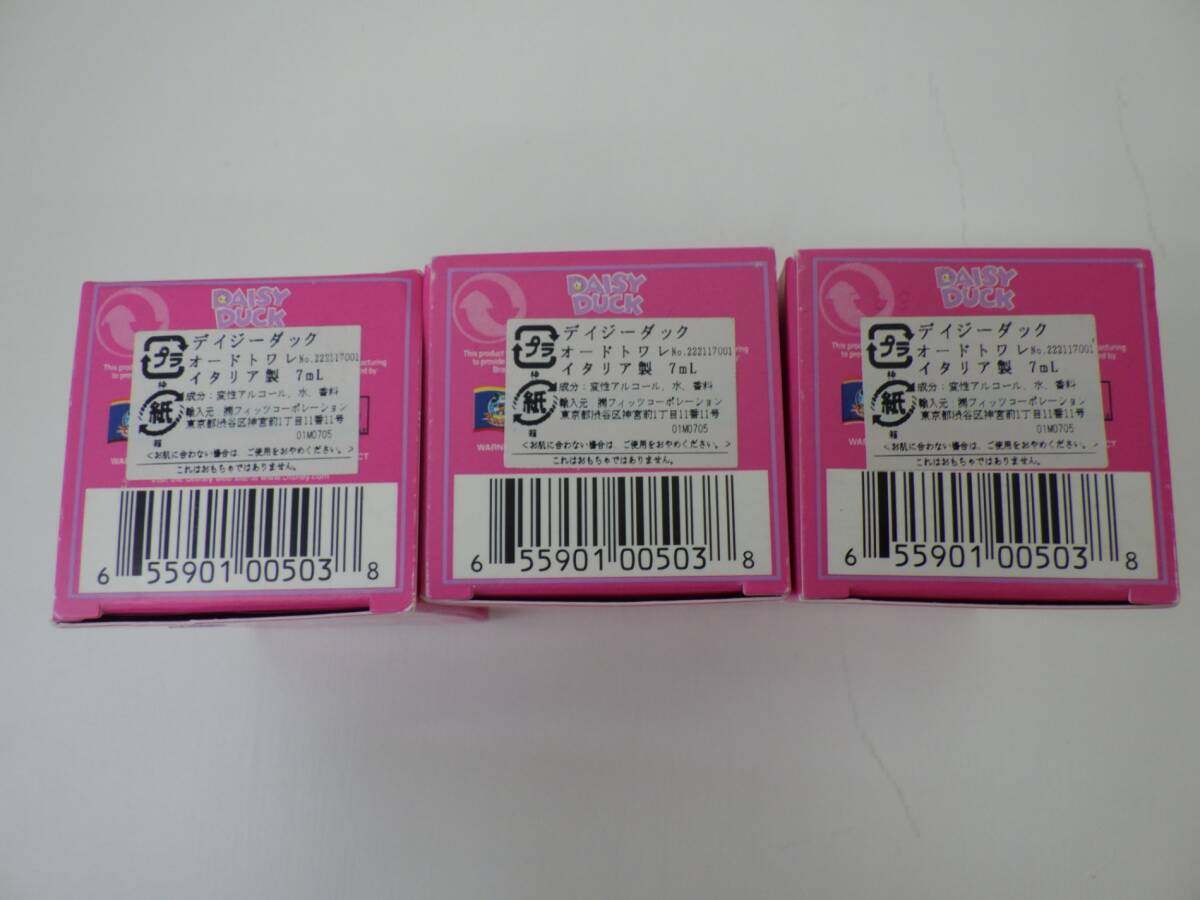 DAISY
DUCK
デイジーダック
プラ
オードトワレ No.222117001
イタリア製 7mL
紙
箱
成分：変性アルコール、水、香料
輸入元 ㈱フィッツコーポレーション
東京都渋谷区神宮前1丁目11番11号
01M0705
<お肌に合わない場合は、ご使用をおやめください。>
これはおもちゃではありません。
6 55901 00503 8
DAISY
DUCK
This product
デイジーダック
プラ
オードトワレ No.222117001
イタリア製 7mL
紙
箱
成分：変性アルコール、水、香料
輸入元 ㈱フィッツコーポレーション
東京都渋谷区神宮前1丁目11番11号
01M0705
<お肌に合わない場合は、ご使用をおやめください。>
これはおもちゃではありません。
6 55901 00503 8
DAISY
DUCK
This product
デイジーダック
プラ
オードトワレ No.222117001
イタリア製 7mL
紙
箱
成分：変性アルコール、水、香料
輸入元 ㈱フィッツコーポレーション
東京都渋谷区神宮前1丁目11番11号
01M0705
<お肌に合わない場合は、ご使用をおやめください。>
これはおもちゃではありません。
6 55901 00503 8